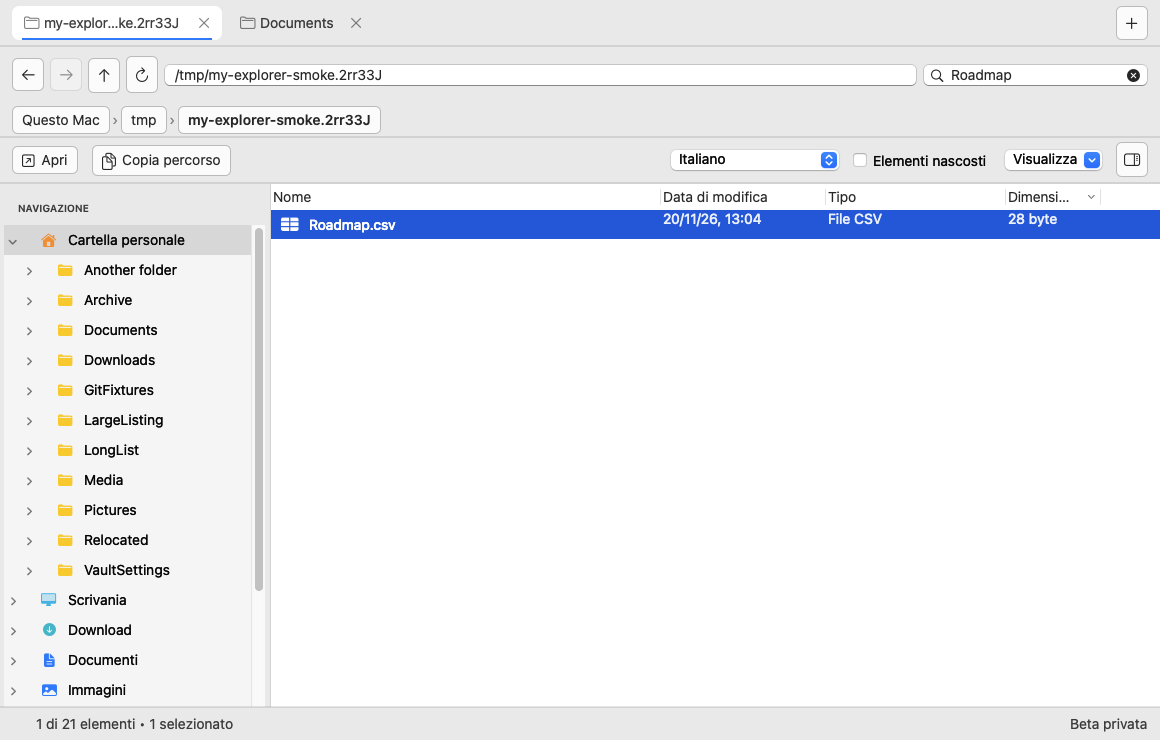 my-explor...ke.2rr33J
Documents
/tmp/my-explorer-smoke.2rr33J
Roadmap
Questo Mac
tmp
my-explorer-smoke.2rr33J
Apri
Copia percorso
Italiano
Elementi nascosti
Visualizza
NAVIGAZIONE
Cartella personale
Another folder
Archive
Documents
Downloads
GitFixtures
LargeListing
LongList
Media
Pictures
Relocated
VaultSettings
Scrivania
Download
Documenti
Immagini
Nome Data di modifica Tipo Dimensi...
Roadmap.csv 20/11/26, 13:04 File CSV 28 byte
1 di 21 elementi • 1 selezionato
Beta privata